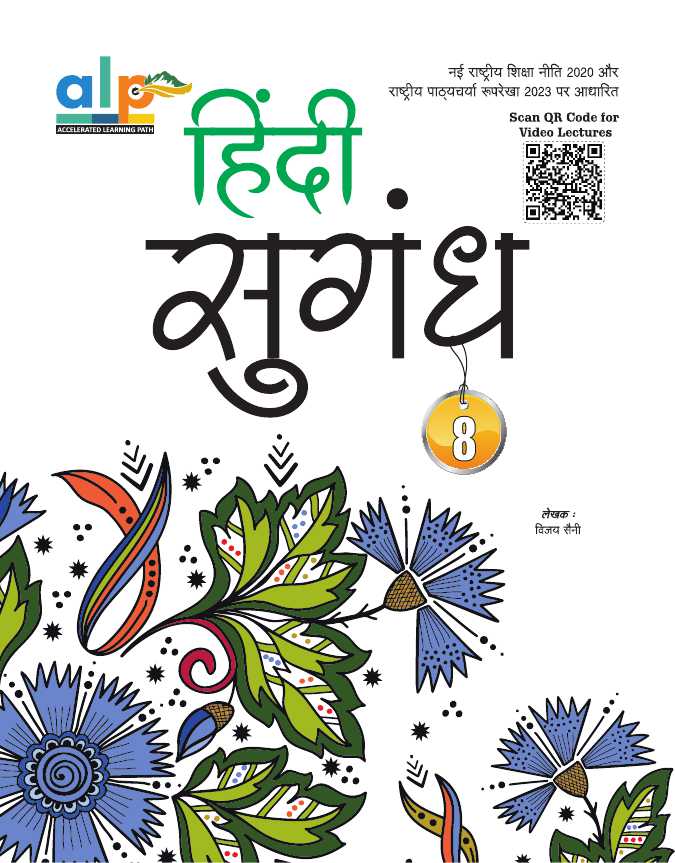 alp
ACCELERATED LEARNING PATH
नई राष्ट्रीय शिक्षा नीति 2020 और
राष्ट्रीय पाठ्यचर्या रूपरेखा 2023 पर आधारित
Scan QR Code for
Video Lectures
हिंदी
सुगंध
8
लेखक :
विजय सैनी